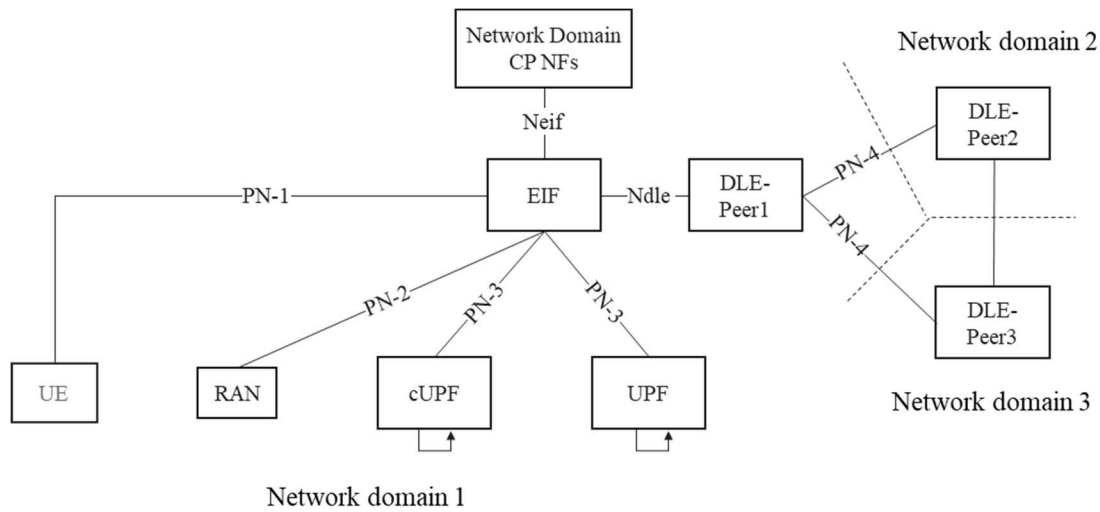 Network Domain
CP NFs
Network domain 2
Neif
DLE-
Peer2
PN-4
PN-1
EIF
Ndle
DLE-
Peer1
PN-4
PN-2
PN-3
PN-3
DLE-
Peer3
UE
RAN
cUPF
UPF
Network domain 3
Network domain 1